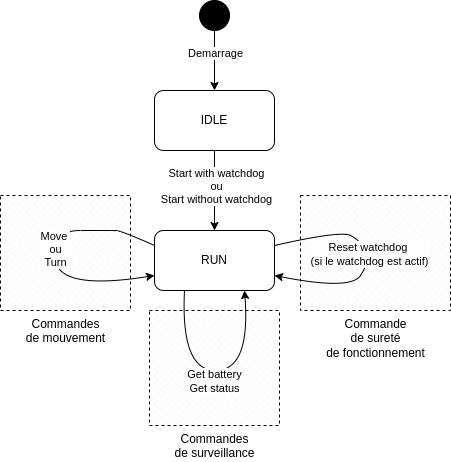 Demarrage
IDLE
Start with watchdog
ou
Start without watchdog
Move
ou
Turn
RUN
Reset watchdog
(si le watchdog est actif)
Commandes
de mouvement
Commande
de sureté
de fonctionnement
Get battery
Get status
Commandes
de surveillance